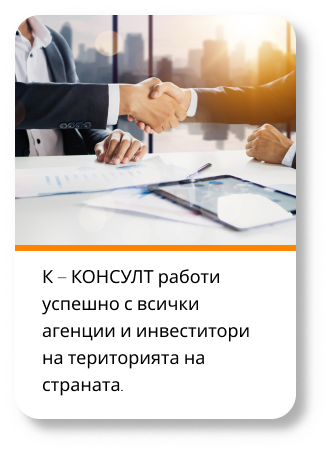 К – КОНСУЛТ работи
успешно с всички
агенции и инвеститори
на територията на
страната.